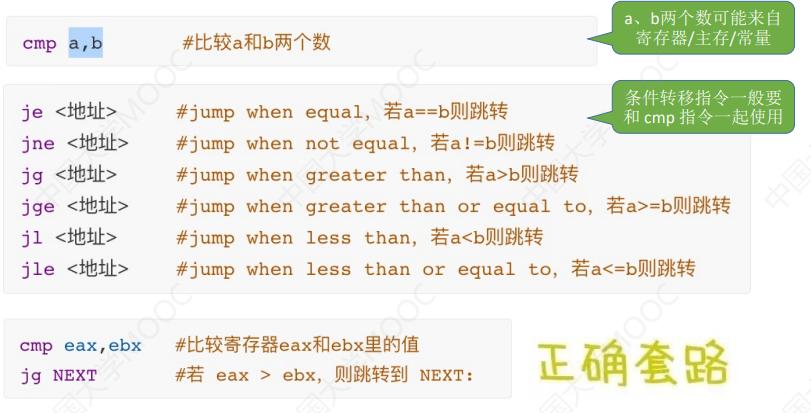 cmp a,b #比较a和b两个数
a、b两个数可能来自
寄存器/主存/常量
je <地址> #jump when equal，若a==b则跳转
jne <地址> #jump when not equal，若a!=b则跳转
jg <地址> #jump when greater than，若a>b则跳转
jge <地址> #jump when greater than or equal to，若a>=b则跳转
jl <地址> #jump when less than，若a<b则跳转
jle <地址> #jump when less than or equal to，若a<=b则跳转
条件转移指令一般要
和 cmp 指令一起使用
cmp eax,ebx #比较寄存器eax和ebx里的值
jg NEXT #若 eax > ebx，则跳转到 NEXT:
正确套路
中国大学MOOC